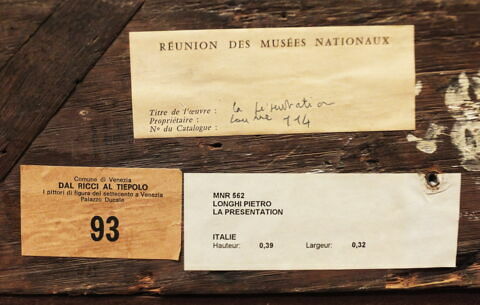 RÉUNION DES MUSÉES NATIONAUX
Titre de l'œuvre : la présentation
Propriétaire : Louvre
No du Catalogue : 114
Comune di Venezia
DAL RICCI AL TIEPOLO
I pittori di figura del settecento a Venezia
Palazzo Ducale
93
MNR 562
LONGHI PIETRO
LA PRESENTATION
ITALIE
Hauteur: 0,39 Largeur: 0,32